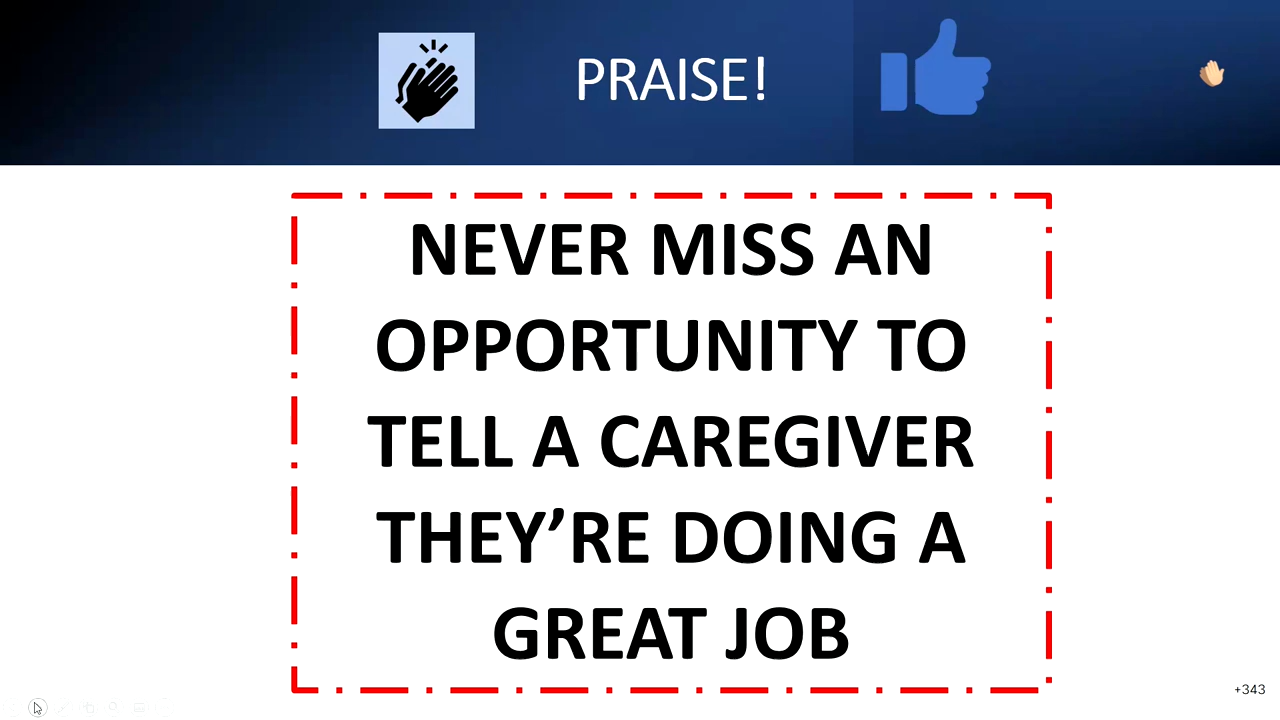 PRAISE!
NEVER MISS AN
OPPORTUNITY TO
TELL A CAREGIVER
THEY’RE DOING A
GREAT JOB
+343